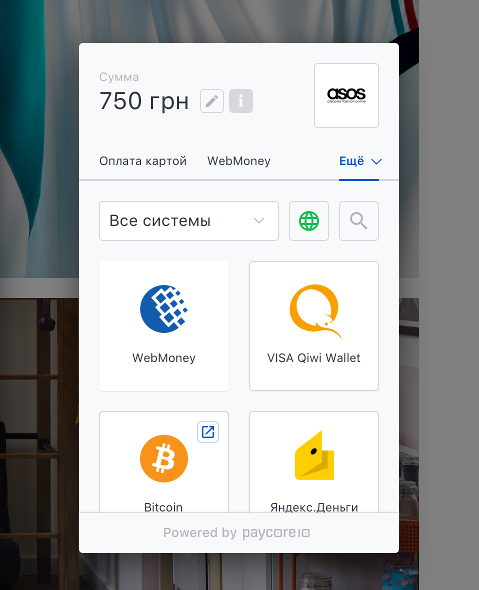 Сумма
750 грн
asos
discover fashion online
Оплата картой WebMoney Ещё
Все системы
WebMoney
VISA Qiwi Wallet
Bitcoin
Яндекс.Деньги
Powered by paycoreio